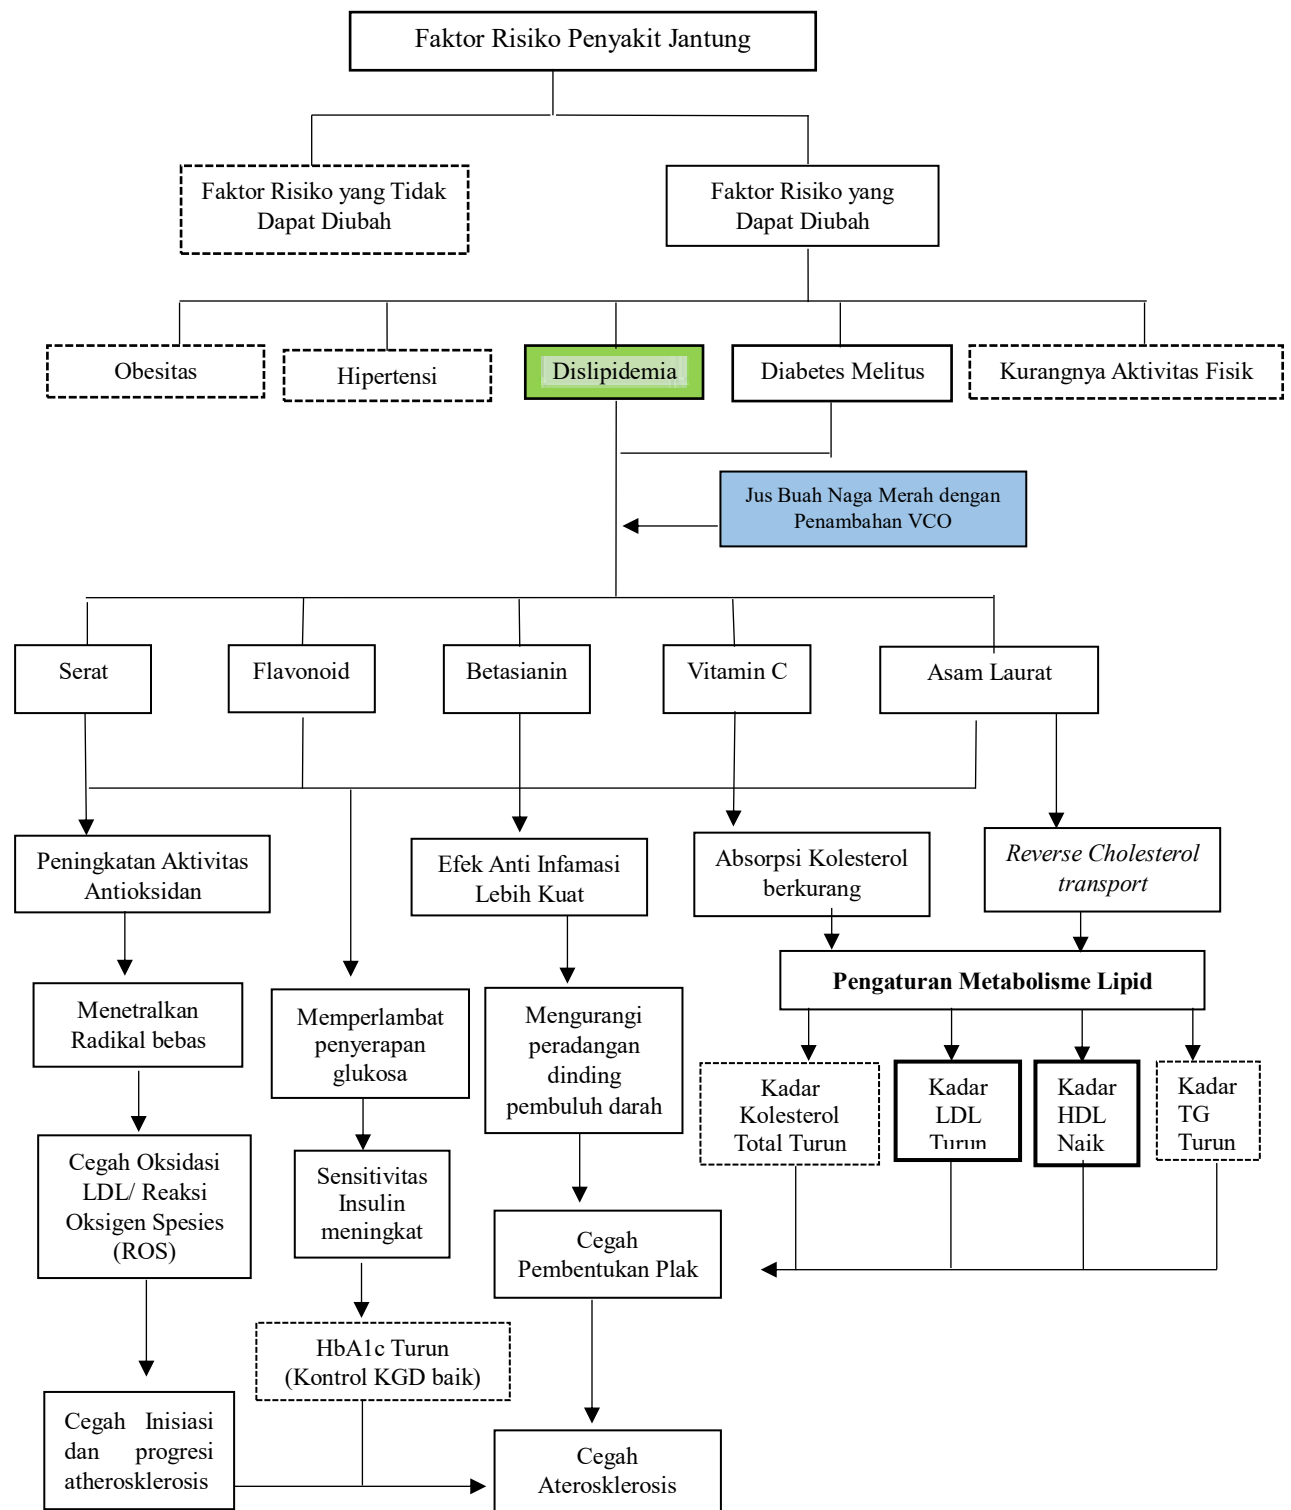 Faktor Risiko Penyakit Jantung
Faktor Risiko yang Tidak
Dapat Diubah
Faktor Risiko yang
Dapat Diubah
Obesitas
Hipertensi
Dislipidemia
Diabetes Melitus
Kurangnya Aktivitas Fisik
Jus Buah Naga Merah dengan
Penambahan VCO
Serat
Flavonoid
Betasianin
Vitamin C
Asam Laurat
Peningkatan Aktivitas
Antioksidan
Efek Anti Infamasi
Lebih Kuat
Absorpsi Kolesterol
berkurang
Reverse Cholesterol
transport
Pengaturan Metabolisme Lipid
Menetralkan
Radikal bebas
Memperlambat
penyerapan
glukosa
Mengurangi
peradangan
dinding
pembuluh darah
Kadar
Kolesterol
Total Turun
Kadar
LDL
Turun
Kadar
HDL
Naik
Kadar
TG
Turun
Cegah Oksidasi
LDL/ Reaksi
Oksigen Spesies
(ROS)
Sensitivitas
Insulin
meningkat
Cegah
Pembentukan Plak
HbA1c Turun
(Kontrol KGD baik)
Cegah Inisiasi
dan progresi
atherosklerosis
Cegah
Aterosklerosis